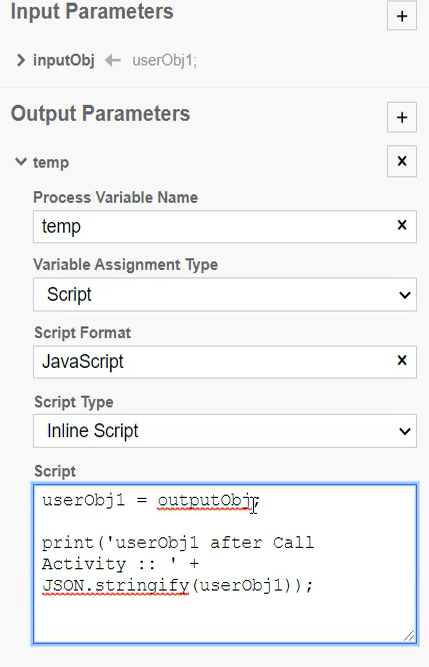 Input Parameters
+
inputObj ← userObj1;
Output Parameters
+
temp
x
Process Variable Name
temp
x
Variable Assignment Type
Script
Script Format
JavaScript
x
Script Type
Inline Script
Script
userObj1 = outputObj;
print('userObj1 after Call
Activity :: ' +
JSON.stringify(userObj1));